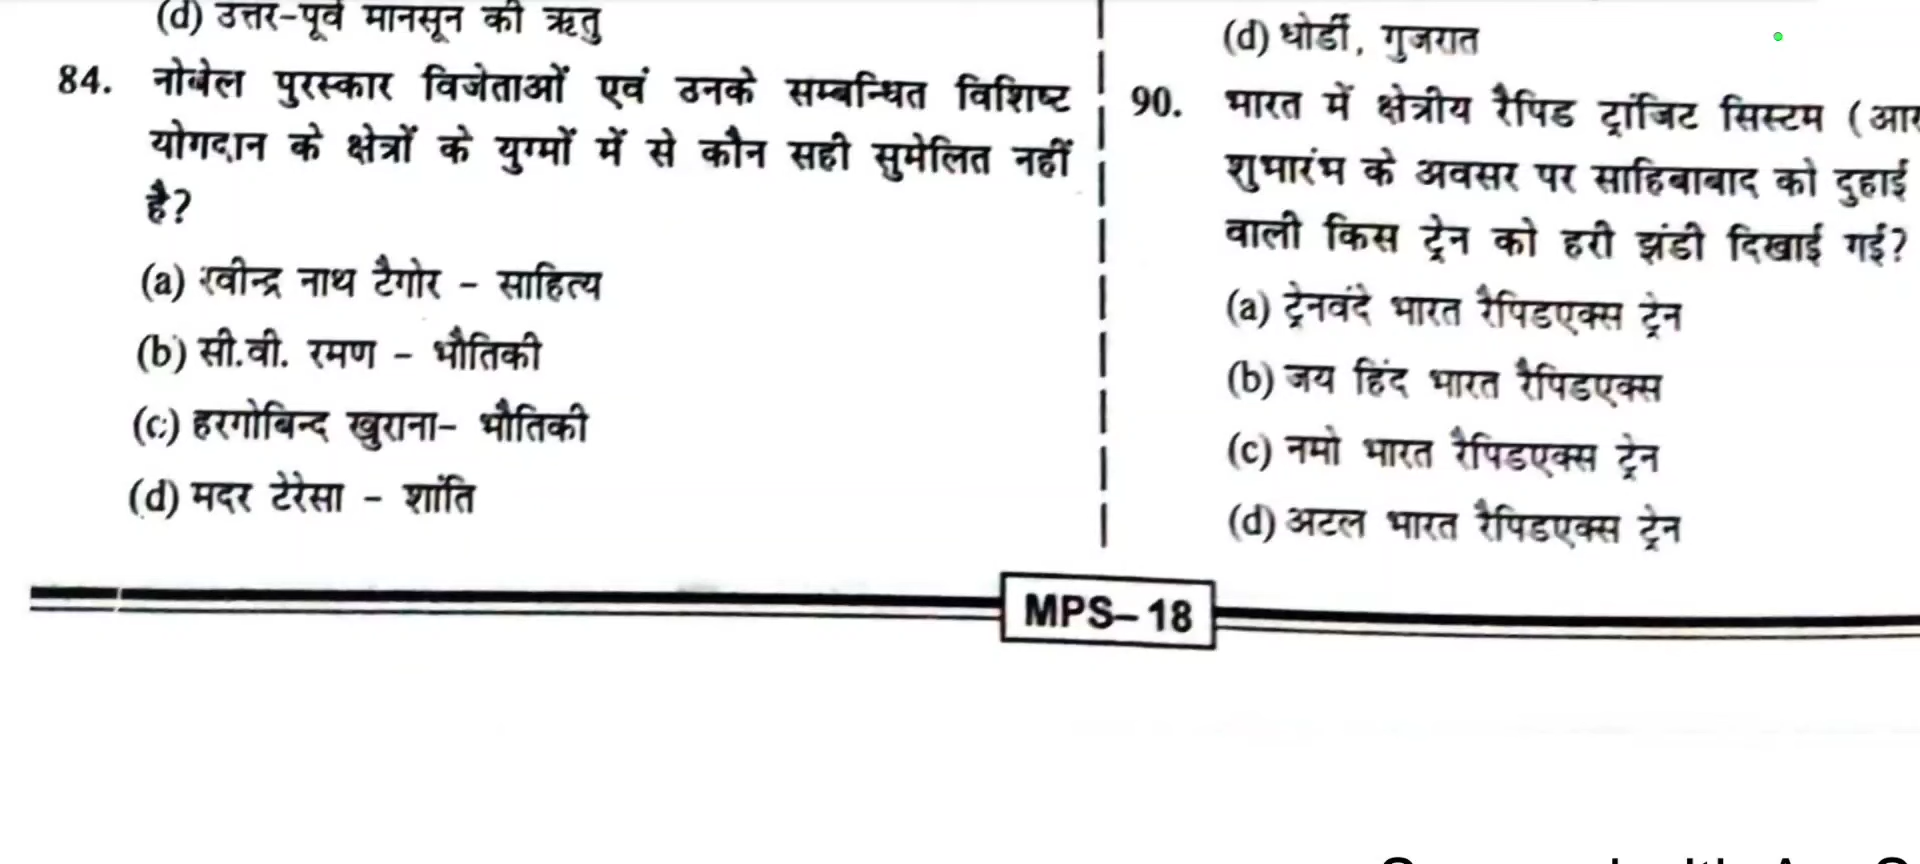 (d) उत्तर-पूर्व मानसून की ऋतु
84. नोबेल पुरस्कार विजेताओं एवं उनके सम्बन्धित विशिष्ट
योगदान के क्षेत्रों के युग्मों में से कौन सही सुमेलित नहीं
है?
(a) रवीन्द्र नाथ टैगोर - साहित्य
(b) सी.वी. रमण - भौतिकी
(c) हरगोबिन्द खुराना- भौतिकी
(d) मदर टेरेसा - शांति
(d) धोर्डी, गुजरात
90. भारत में क्षेत्रीय रैपिड ट्रांजिट सिस्टम (आर
शुभारंभ के अवसर पर साहिबाबाद को दुहाई
वाली किस ट्रेन को हरी झंडी दिखाई गई?
(a) ट्रेनवंदे भारत रैपिडएक्स ट्रेन
(b) जय हिंद भारत रैपिडएक्स
(c) नमो भारत रैपिडएक्स ट्रेन
(d) अटल भारत रैपिडएक्स ट्रेन
MPS-18